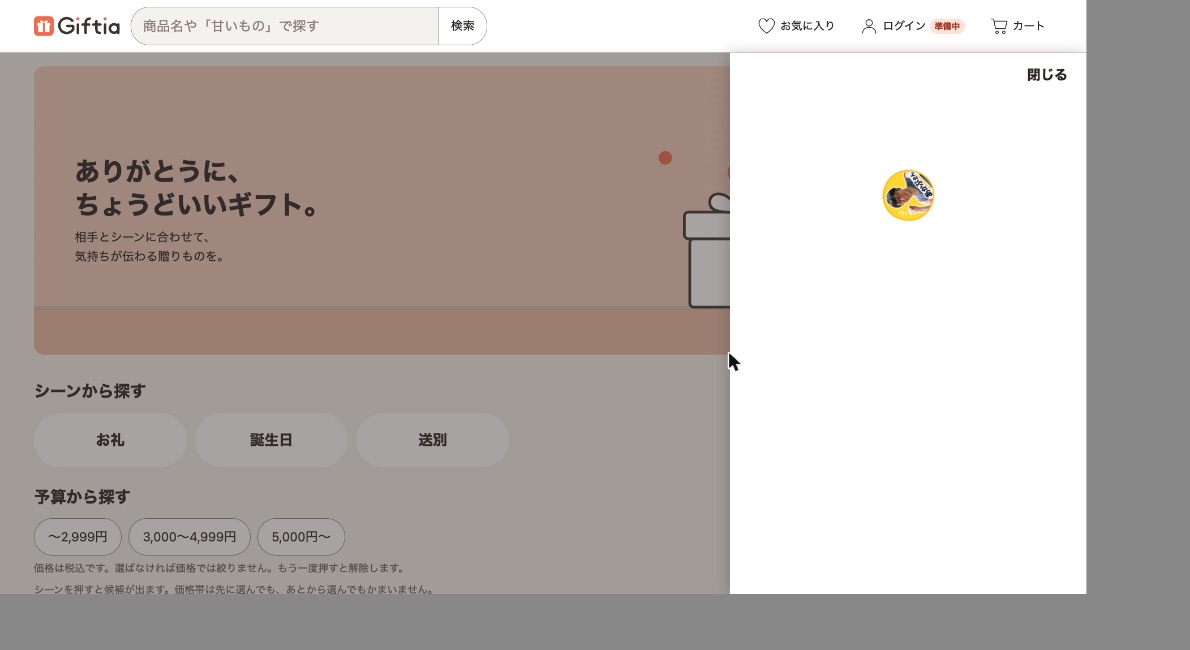 Giftia
商品名や「甘いもの」で探す
検索
お気に入り
ログイン
準備中
カート
閉じる
ありがとうに、
ちょうどいいギフト。
相手とシーンに合わせて、
気持ちが伝わる贈りものを。
シーンから探す
お礼
誕生日
送別
予算から探す
〜2,999円
3,000〜4,999円
5,000円〜
価格は税込です。選ばなければ価格では絞りません。もう一度押すと解除します。
シーンを押すと候補が出ます。価格帯は先に選んでも、あとから選んでもかまいません。